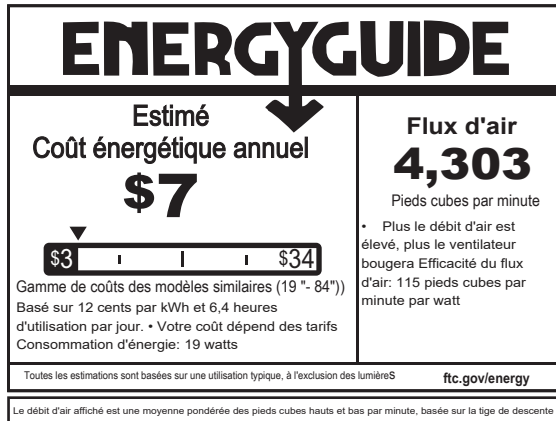 ENERGYGUIDE
Estimé
Coût énergétique annuel
$7
$3
$34
Gamme de coûts des modèles similaires (19 "- 84"))
Basé sur 12 cents par kWh et 6,4 heures
d'utilisation par jour. • Votre coût dépend des tarifs
Consommation d'énergie: 19 watts
Flux d'air
4,303
Pieds cubes par minute
• Plus le débit d'air est
élevé, plus le ventilateur
bougera Efficacité du flux
d'air: 115 pieds cubes par
minute par watt
Toutes les estimations sont basées sur une utilisation typique, à l'exclusion des lumièreS
ftc.gov/energy
Le débit d'air affiché est une moyenne pondérée des pieds cubes hauts et bas par minute, basée sur la tige de descente